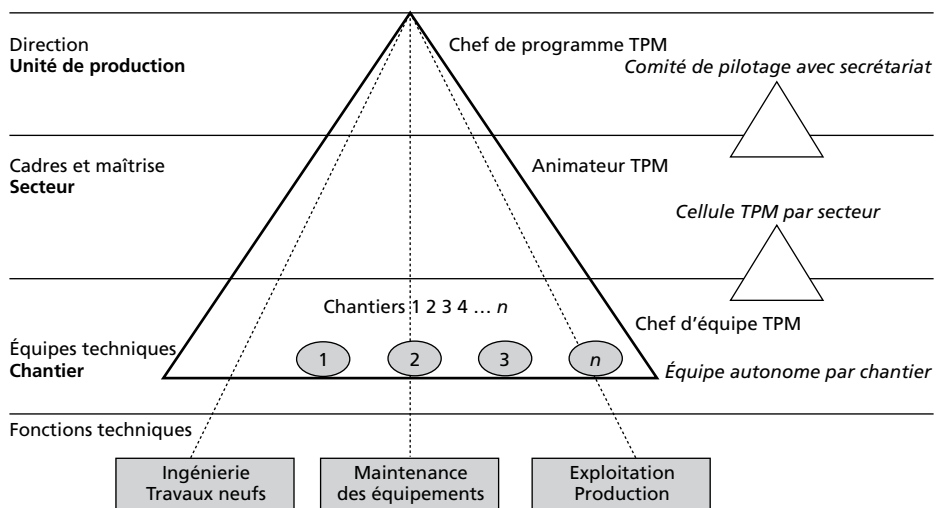 Direction
Unité de production
Chef de programme TPM
Comité de pilotage avec secrétariat
Cadres et maîtrise
Secteur
Animateur TPM
Cellule TPM par secteur
Chantiers 1 2 3 4 … n
Chef d’équipe TPM
Équipes techniques
Chantier
1
2
3
n
Équipe autonome par chantier
Fonctions techniques
Ingénierie
Travaux neufs
Maintenance
des équipements
Exploitation
Production